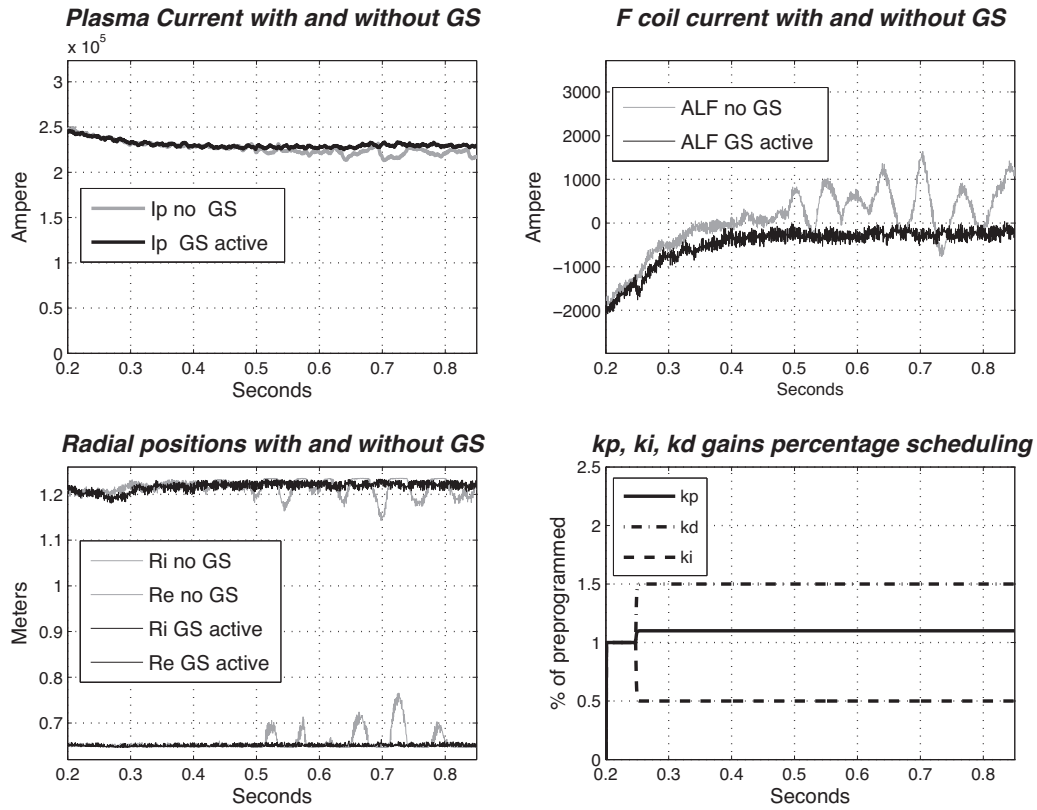 Plasma Current with and without GS
x 10^5
3
2.5
2
1.5
1
0.5
0
Ampere
Ip no GS
Ip GS active
0.2 0.3 0.4 0.5 0.6 0.7 0.8
Seconds
F coil current with and without GS
3000
2000
1000
0
−1000
−2000
Ampere
ALF no GS
ALF GS active
0.2 0.3 0.4 0.5 0.6 0.7 0.8
Seconds
Radial positions with and without GS
1.2
1.1
1
0.9
0.8
0.7
Meters
Ri no GS
Re no GS
Ri GS active
Re GS active
0.2 0.3 0.4 0.5 0.6 0.7 0.8
Seconds
kp, ki, kd gains percentage scheduling
2.5
2
1.5
1
0.5
0
% of preprogrammed
kp
kd
ki
0.2 0.3 0.4 0.5 0.6 0.7 0.8
Seconds